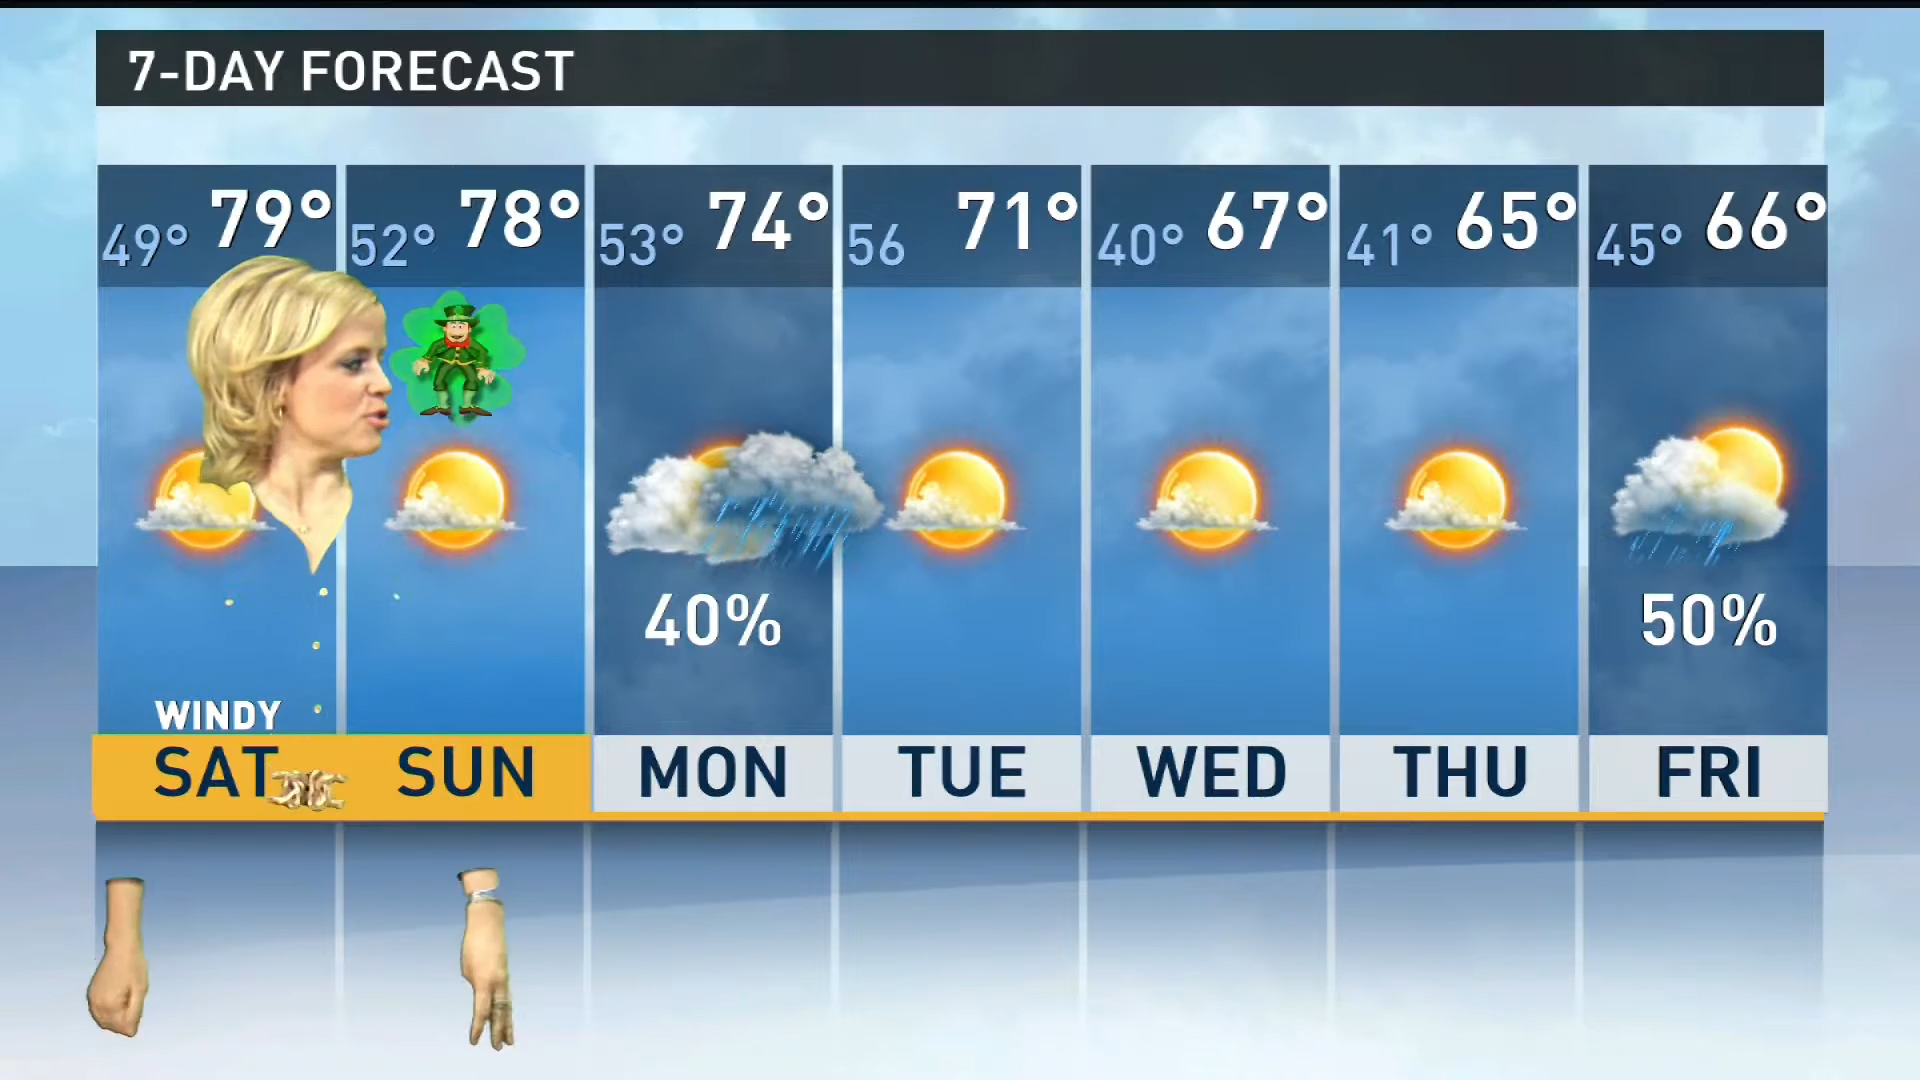 7-DAY FORECAST
49° 79° 52° 78° 53° 74° 56 71° 40° 67° 41° 65° 45° 66°
40% 50%
WINDY
SAT SUN MON TUE WED THU FRI